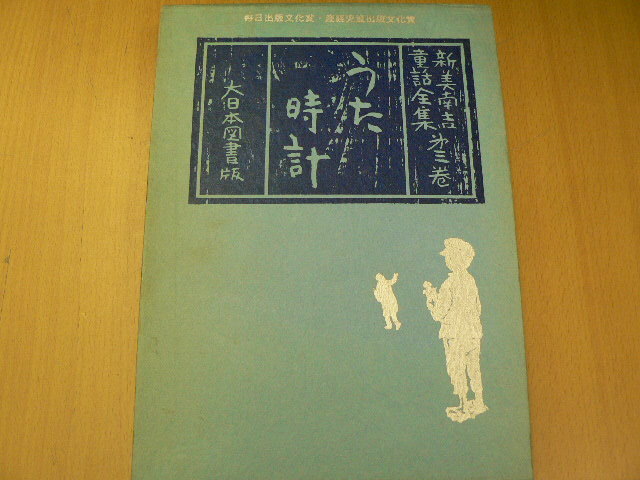 毎日出版文化賞・産経児童出版文化賞
新美南吉
童話全集 第三巻
うた
時計
大日本図書版